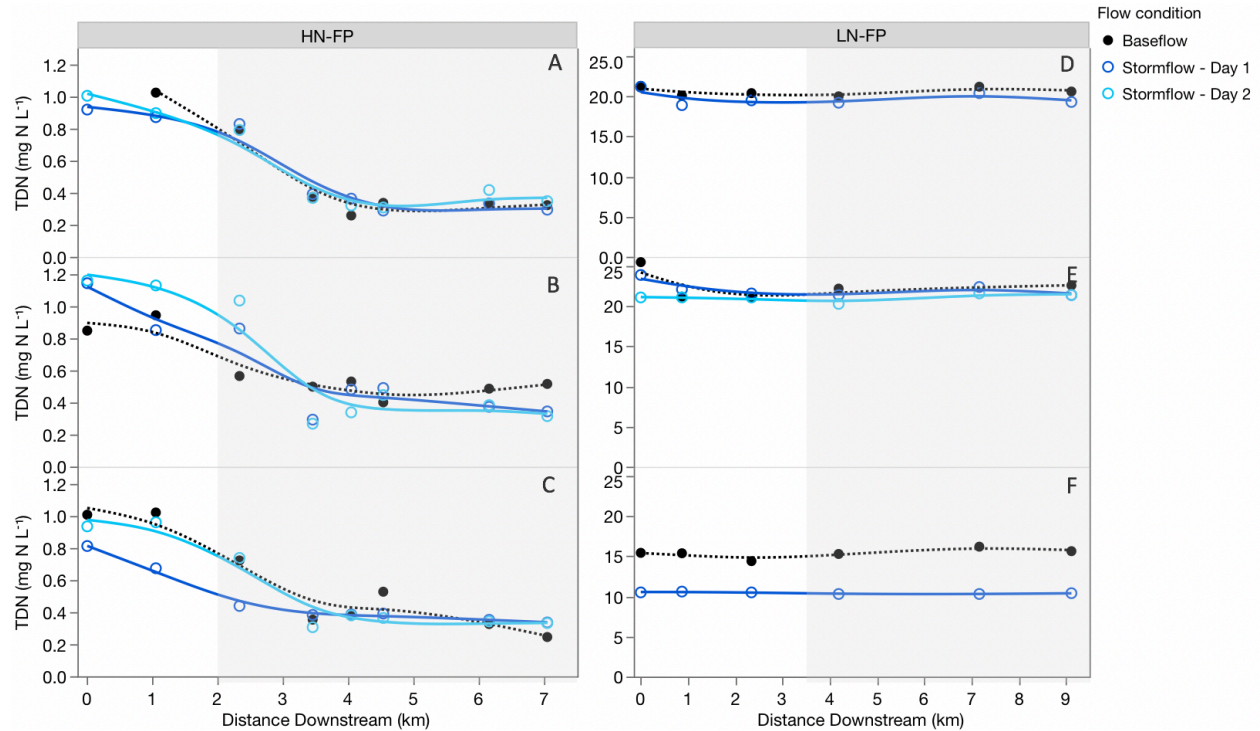 Flow condition
Baseflow
Stormflow - Day 1
Stormflow - Day 2
HN-FP
LN-FP
A
TDN (mg N L⁻¹)
1.2
1.0
0.8
0.6
0.4
0.2
0.0
D
25.0
20.0
15.0
10.0
5.0
0.0
B
TDN (mg N L⁻¹)
1.2
1.0
0.8
0.6
0.4
0.2
0.0
E
25
20
15
10
5
0
C
TDN (mg N L⁻¹)
1.2
1.0
0.8
0.6
0.4
0.2
0.0
F
25
20
15
10
5
0
0 1 2 3 4 5 6 7
Distance Downstream (km)
0 1 2 3 4 5 6 7 8 9
Distance Downstream (km)